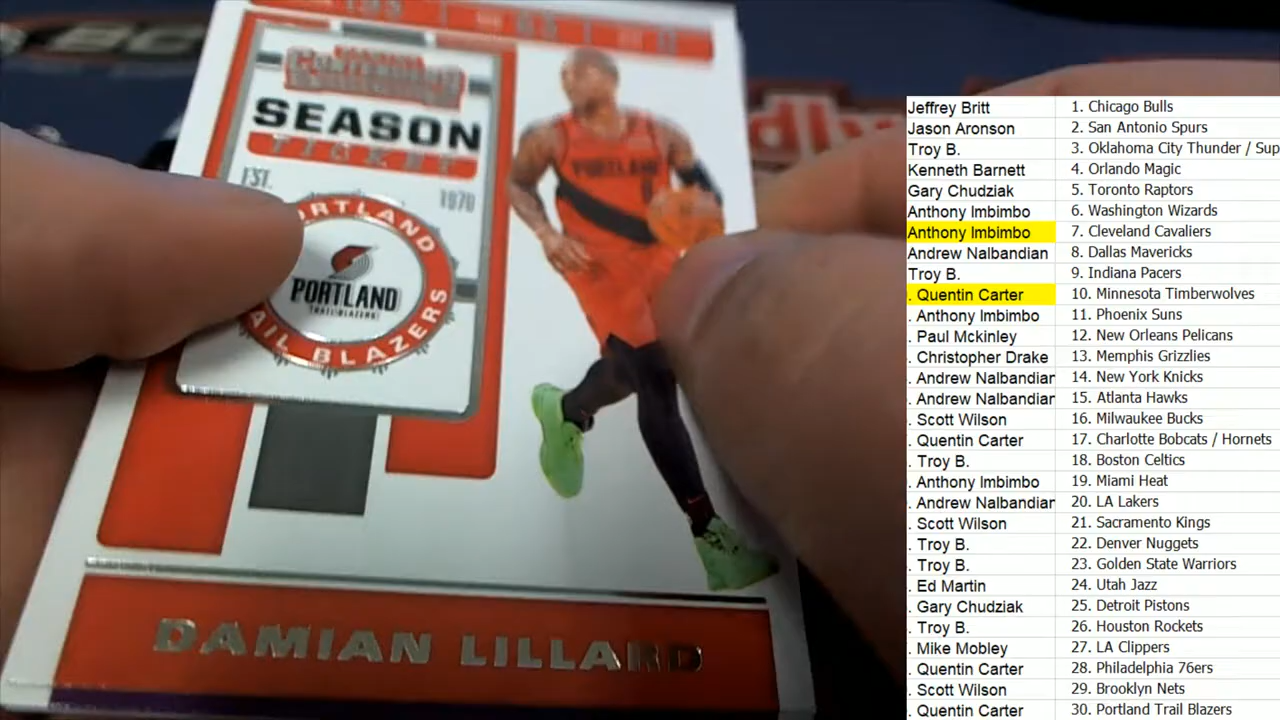 CONTENDERS
SEASON
TICKET
EST. 1970
PORTLAND
TRAIL BLAZERS
PORTLAND
TRAIL BLAZERS
PORTLAND
DAMIAN LILLARD
Jeffrey Britt 1. Chicago Bulls
Jason Aronson 2. San Antonio Spurs
Troy B. 3. Oklahoma City Thunder / Sup
Kenneth Barnett 4. Orlando Magic
Gary Chudziak 5. Toronto Raptors
Anthony Imbimbo 6. Washington Wizards
Anthony Imbimbo 7. Cleveland Cavaliers
Andrew Nalbandian 8. Dallas Mavericks
Troy B. 9. Indiana Pacers
. Quentin Carter 10. Minnesota Timberwolves
. Anthony Imbimbo 11. Phoenix Suns
. Paul Mckinley 12. New Orleans Pelicans
. Christopher Drake 13. Memphis Grizzlies
. Andrew Nalbandian 14. New York Knicks
. Andrew Nalbandian 15. Atlanta Hawks
. Scott Wilson 16. Milwaukee Bucks
. Quentin Carter 17. Charlotte Bobcats / Hornets
. Troy B. 18. Boston Celtics
. Anthony Imbimbo 19. Miami Heat
. Andrew Nalbandian 20. LA Lakers
. Scott Wilson 21. Sacramento Kings
. Troy B. 22. Denver Nuggets
. Troy B. 23. Golden State Warriors
. Ed Martin 24. Utah Jazz
. Gary Chudziak 25. Detroit Pistons
. Troy B. 26. Houston Rockets
. Mike Mobley 27. LA Clippers
. Quentin Carter 28. Philadelphia 76ers
. Scott Wilson 29. Brooklyn Nets
. Quentin Carter 30. Portland Trail Blazers